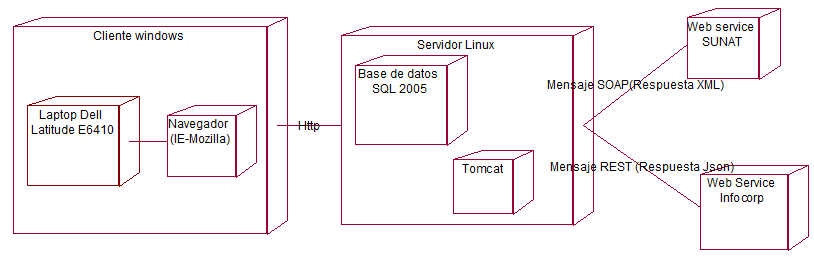 Cliente windows
Laptop Dell
Latitude E6410
Navegador
(IE-Mozilla)
Http
Servidor Linux
Base de datos
SQL 2005
Tomcat
Mensaje SOAP(Respuesta XML)
Mensaje REST (Respuesta Json)
Web service
SUNAT
Web Service
Infocorp